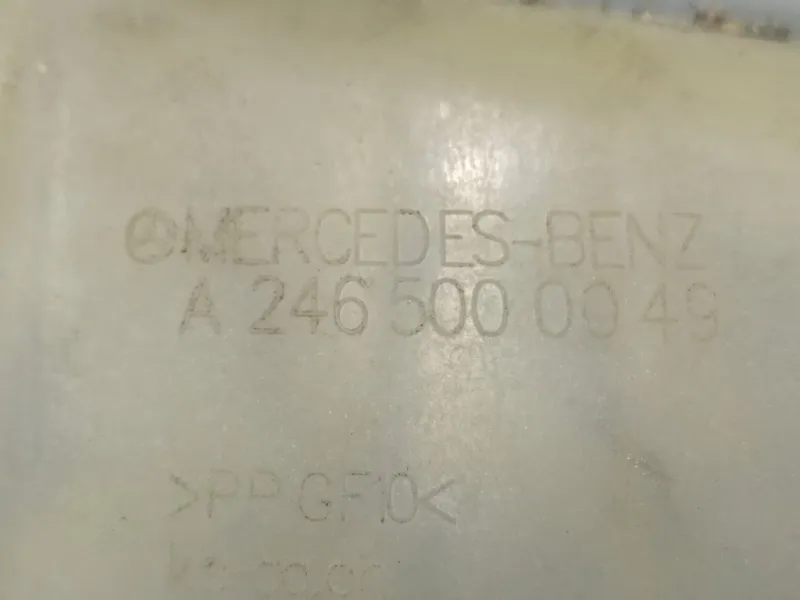 MERCEDES-BENZ
A 246 500 00 49
>PP GF10<